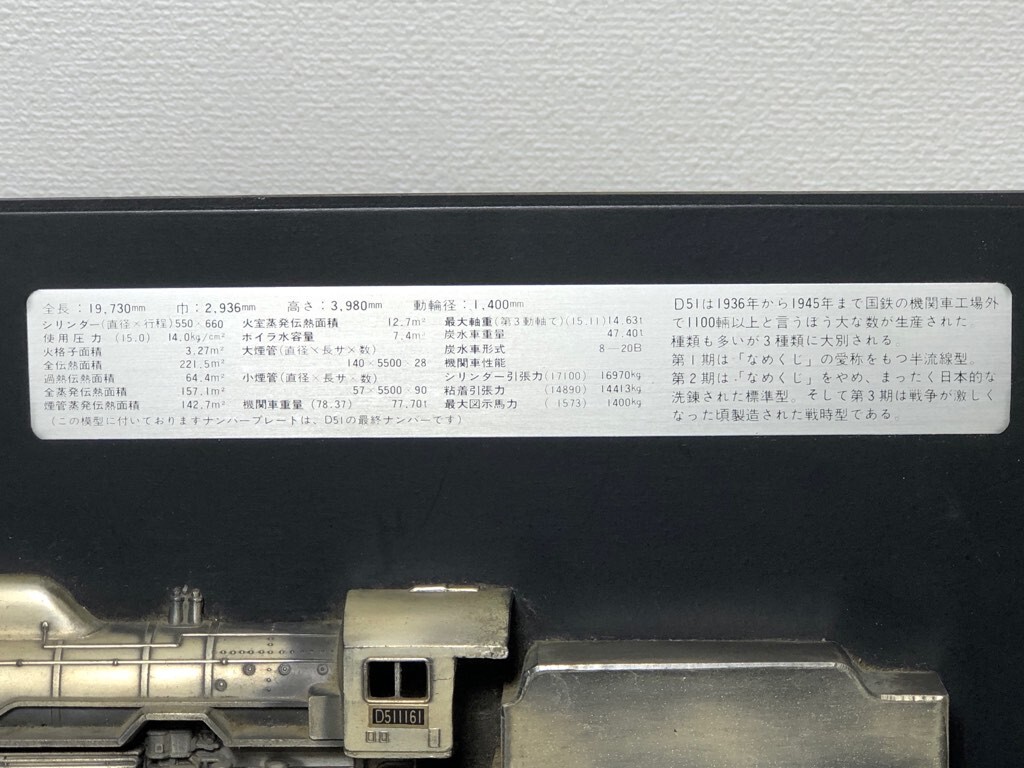 全長：19,730mm　巾：2,936mm　高さ：3,980mm　動輪径：1,400mm
シリンダー(直径×行程) 550×660
使用圧力 (15.0) 14.0kg/cm²
火格子面積 3.27m²
全伝熱面積 221.5m²
過熱伝熱面積 64.4m²
全蒸発伝熱面積 157.1m²
煙管蒸発伝熱面積 142.7m²
火室蒸発伝熱面積 12.7m²
ボイラ水容量 7.4m³
大煙管(直径×長サ×数)
140×5500×28
小煙管(直径×長サ×数)
57×5500×90
機関車重量 (78.37) 77.70t
最大軸重(第3動軸て)(15.11)14.63t
炭水車重量 47.40t
炭水車形式 8－20B
機関車性能
シリンダー引張力(17100) 16970kg
粘着引張力 (14890) 14413kg
最大図示馬力 (1573) 1400kg
(この模型に付いておりますナンバープレートは、D51の最終ナンバーです)
D51は1936年から1945年まで国鉄の機関車工場外
で1100輌以上と言うぼう大な数が生産された
種類も多いが3種類に大別される。
第1期は「なめくじ」の愛称をもつ半流線型。
第2期は「なめくじ」をやめ、まったく日本的な
洗錬された標準型。そして第3期は戦争が激しく
なった頃製造された戦時型である。
D511161